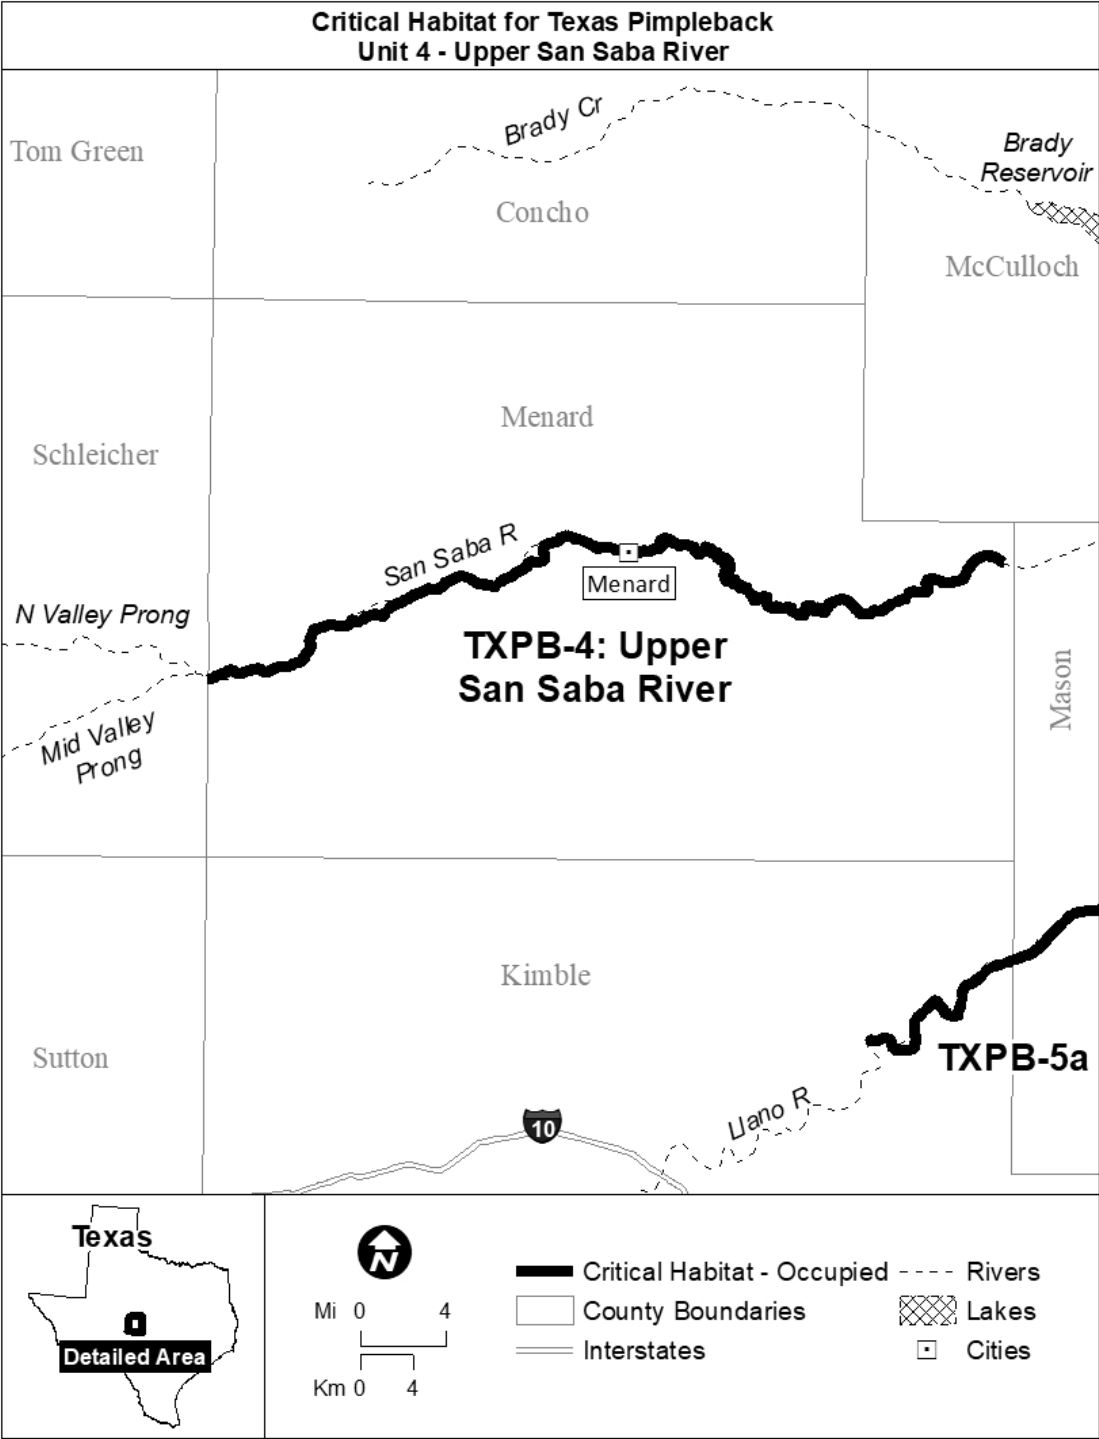 Critical Habitat for Texas Pimpleback
Unit 4 - Upper San Saba River
Brady Cr
Tom Green
Brady
Reservoir
Concho
McCulloch
Menard
Schleicher
San Saba R
Menard
N Valley Prong
TXPB-4: Upper
San Saba River
Mason
Mid Valley
Prong
Kimble
Sutton
TXPB-5a
Llano R
10
Texas
Detailed Area
N
Mi 0 4
Km 0 4
Critical Habitat - Occupied
County Boundaries
Interstates
Rivers
Lakes
Cities